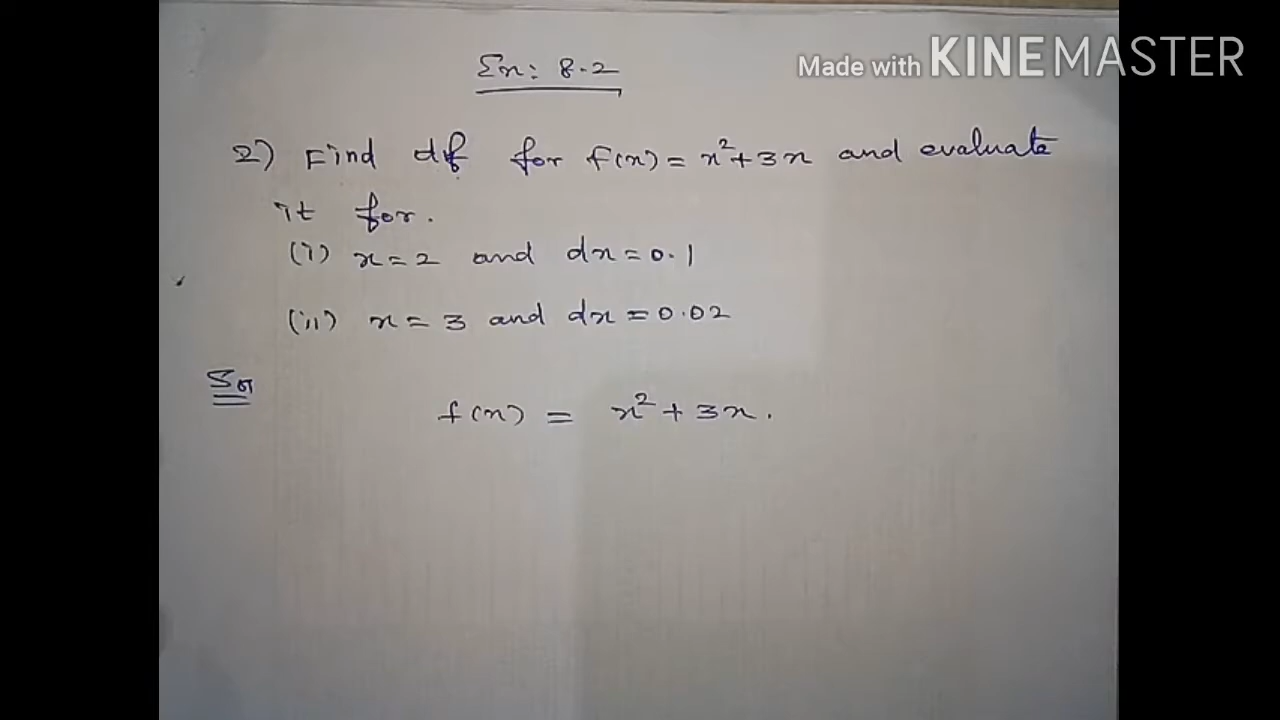 Ex: 8.2
Made with KINEMASTER
2) Find df for f(x) = x²+3x and evaluate
it for.
(i) x=2 and dx=0.1
(ii) x=3 and dx=0.02
Sol
f(x) = x²+3x.